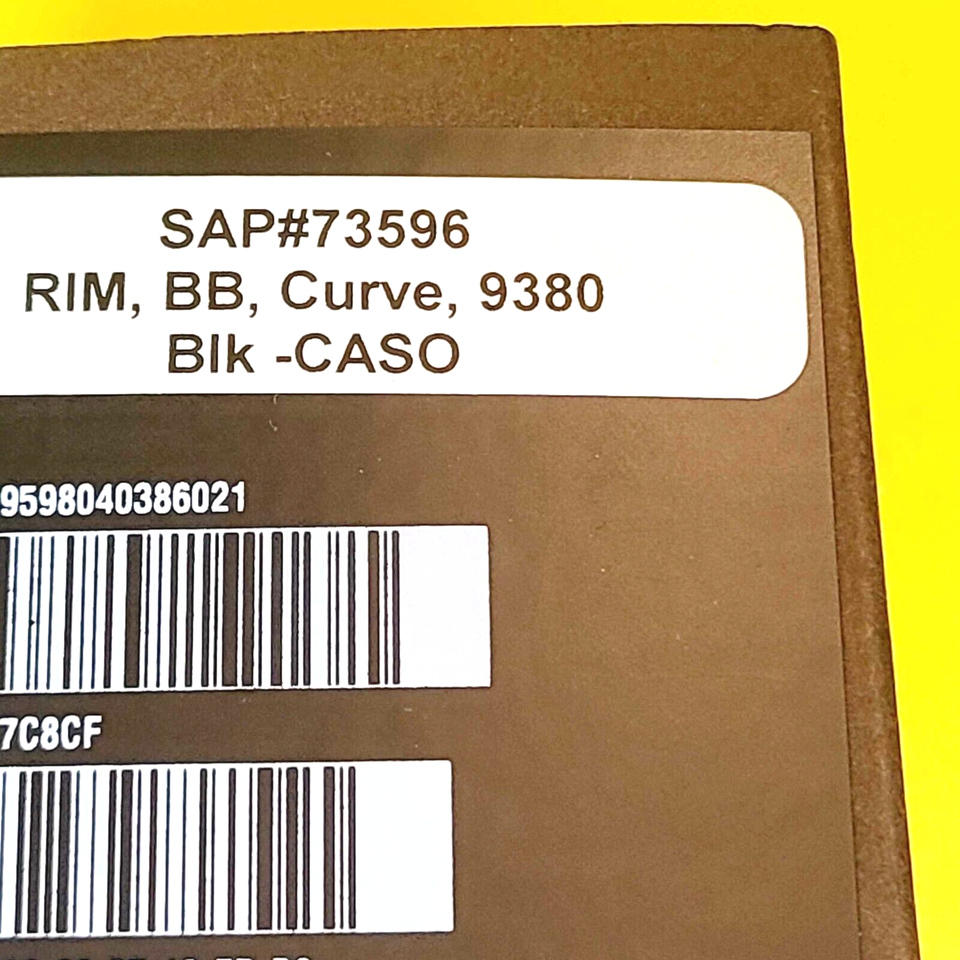 SAP#73596
RIM, BB, Curve, 9380
Blk -CASO
9598040386021
7C8CF